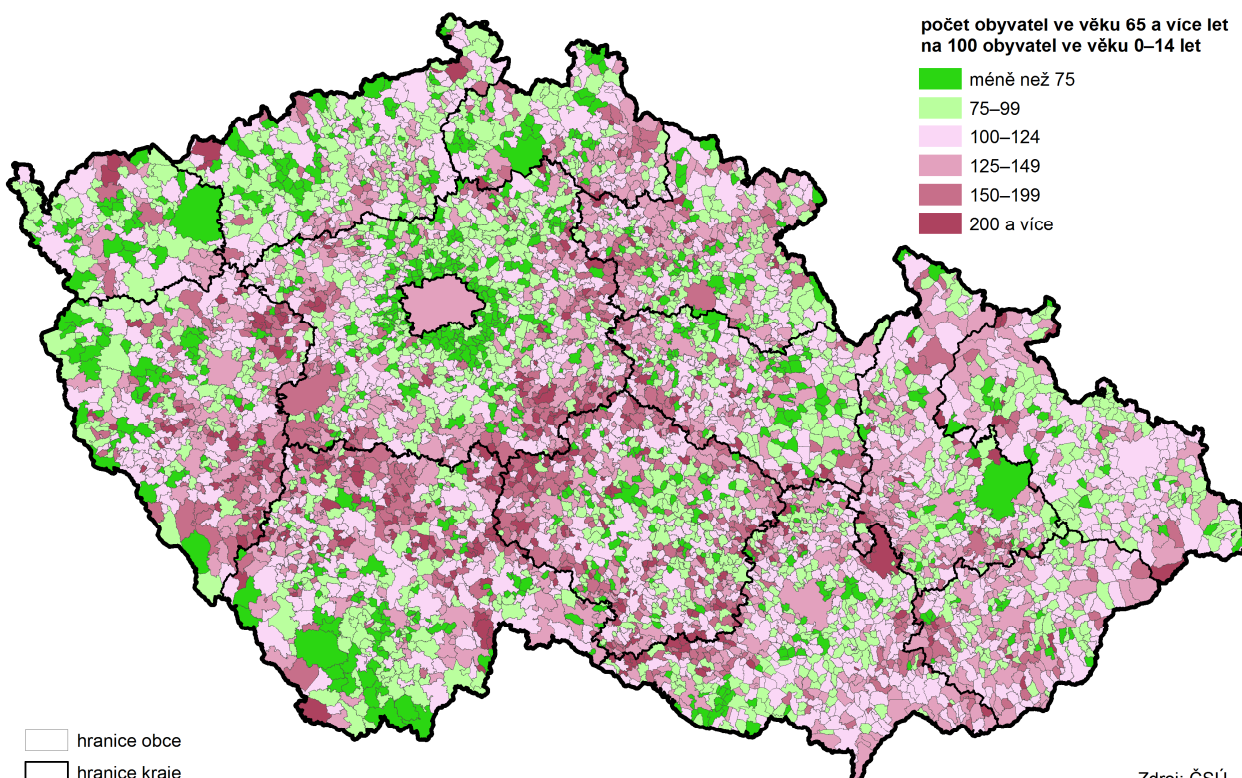 počet obyvatel ve věku 65 a více let
na 100 obyvatel ve věku 0–14 let
méně než 75
75–99
100–124
125–149
150–199
200 a více
hranice obce
hranice kraje
Zdroj: ČSÚ